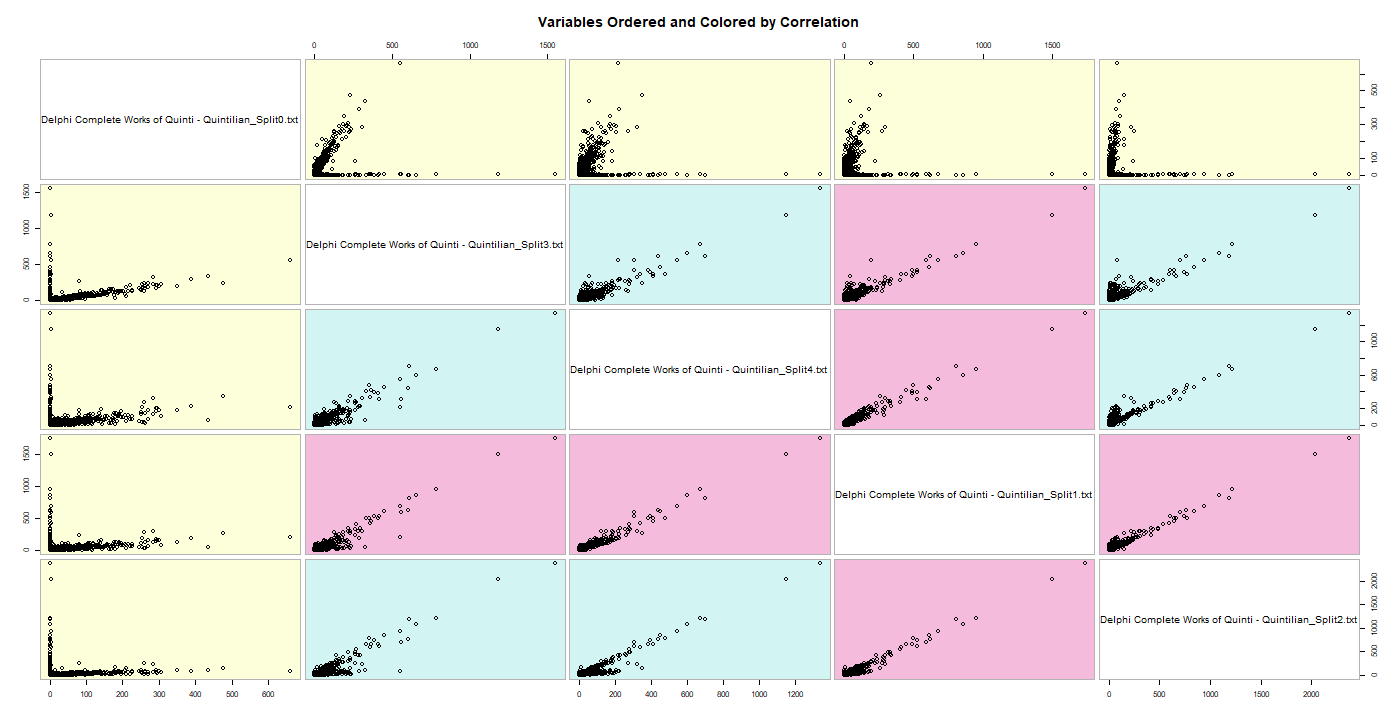 Variables Ordered and Colored by Correlation
0 500 1000 1500 0 500 1000 1500
Delphi Complete Works of Quinti - Quintilian_Split0.txt
100 300 500
Delphi Complete Works of Quinti - Quintilian_Split3.txt
0 500 1000 1500
Delphi Complete Works of Quinti - Quintilian_Split4.txt
0 200 600 1000
Delphi Complete Works of Quinti - Quintilian_Split1.txt
0 500 1000 1500
Delphi Complete Works of Quinti - Quintilian_Split2.txt
0 500 1000 1500 2000
0 100 200 300 400 500 600 0 200 400 600 800 1000 1200 0 500 1000 1500 2000